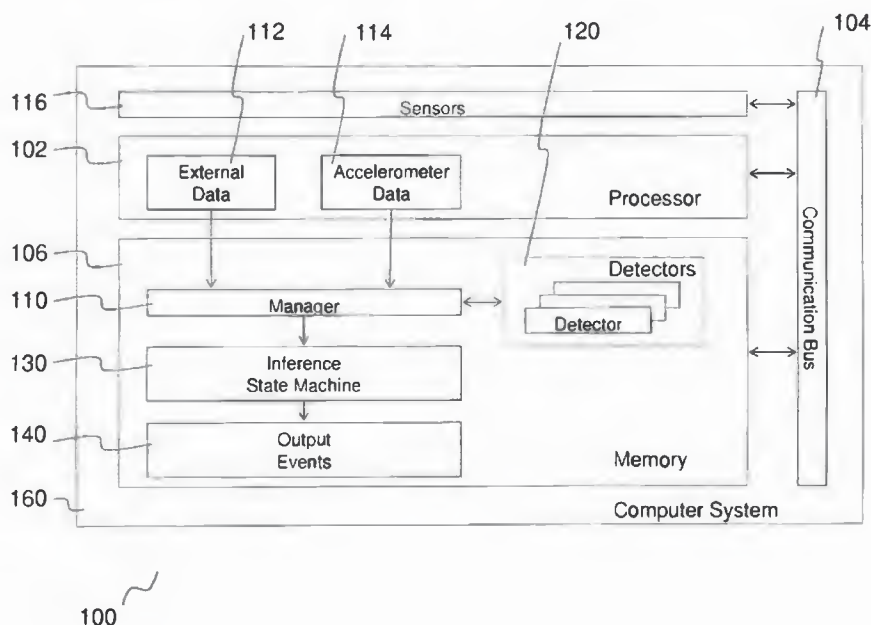 112
114
120
104
116
Sensors
102
External
Data
Accelerometer
Data
Processor
Communication Bus
106
Detectors
110
Manager
Detector
130
Inference
State Machine
140
Output
Events
Memory
160
Computer System
100